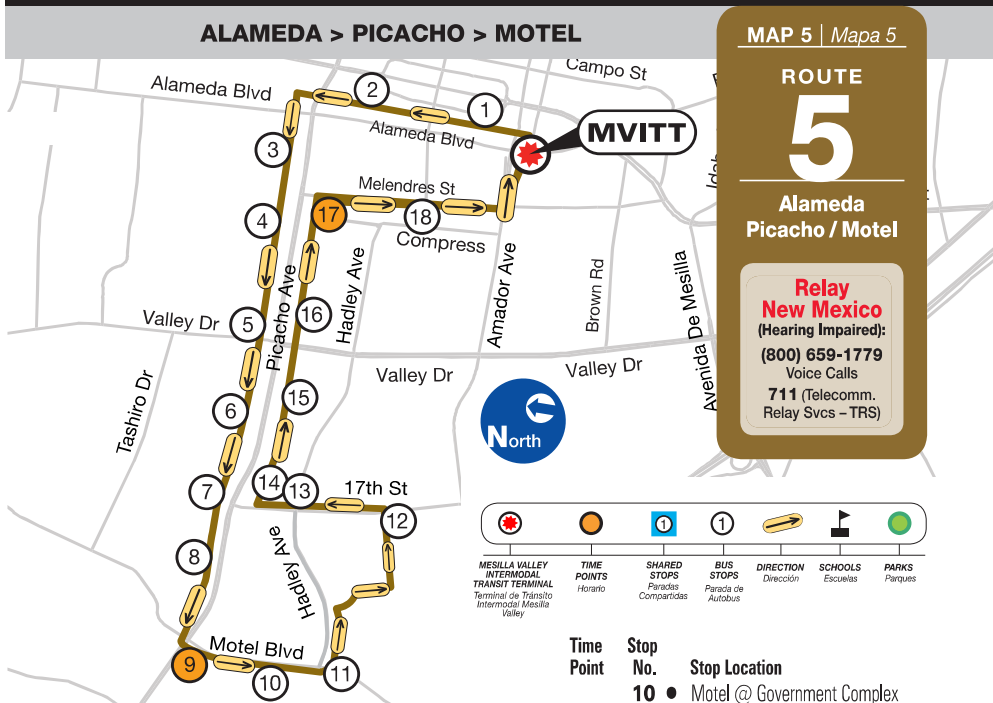 ALAMEDA > PICACHO > MOTEL
MAP 5 | Mapa 5
ROUTE
5
Alameda
Picacho / Motel
Relay
New Mexico
(Hearing Impaired):
(800) 659-1779
Voice Calls
711 (Telecomm.
Relay Svcs – TRS)
Campo St
Alameda Blvd
2
1
Alameda Blvd
MVITT
3
Melendres St
17
18
4
Compress
Picacho Ave
Hadley Ave
Amador Ave
Brown Rd
Avenida De Mesilla
16
Valley Dr
5
Valley Dr
Valley Dr
Tashiro Dr
15
6
North
7
14
13
17th St
12
8
Hadley Ave
Motel Blvd
9
10
11
1
1
MESILLA VALLEY
INTERMODAL
TRANSIT TERMINAL
Terminal de Tránsito
Intermodal Mesilla
Valley
TIME
POINTS
Horario
SHARED
STOPS
Paradas
Compartidas
BUS
STOPS
Parada de
Autobus
DIRECTION
Dirección
SCHOOLS
Escuelas
PARKS
Parques
Time Stop
Point No. Stop Location
10 ● Motel @ Government Complex